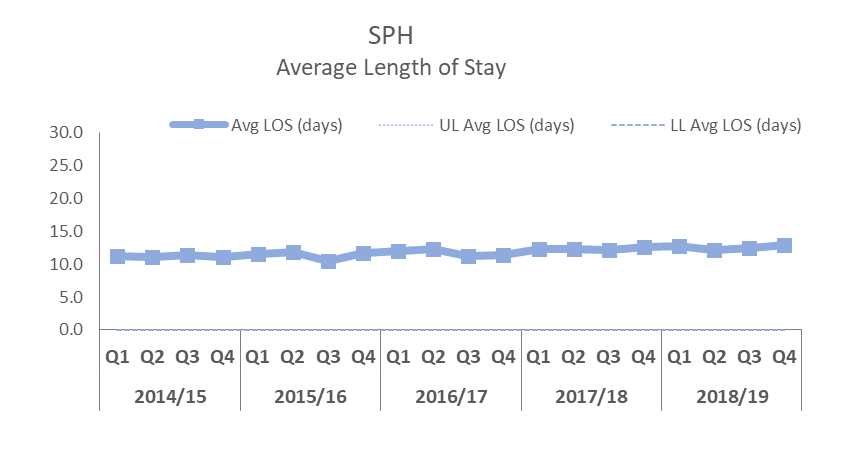 SPH
Average Length of Stay
Avg LOS (days) UL Avg LOS (days) LL Avg LOS (days)
30.0
25.0
20.0
15.0
10.0
5.0
0.0
Q1 Q2 Q3 Q4 Q1 Q2 Q3 Q4 Q1 Q2 Q3 Q4 Q1 Q2 Q3 Q4 Q1 Q2 Q3 Q4
2014/15 2015/16 2016/17 2017/18 2018/19